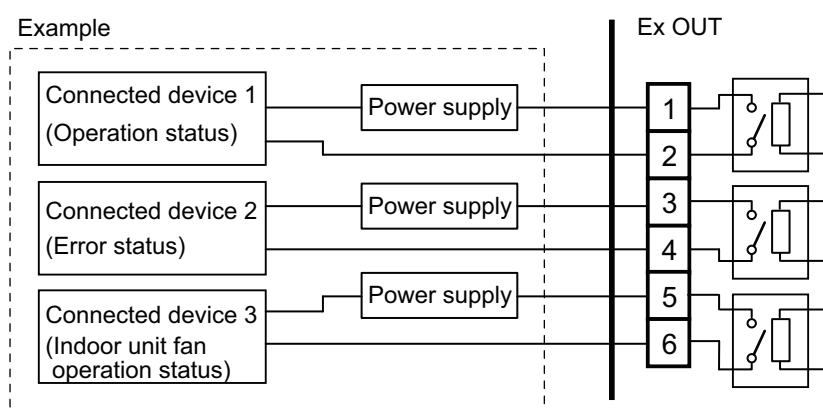 Example
Ex OUT
Connected device 1
(Operation status)
Power supply
1
2
Connected device 2
(Error status)
Power supply
3
4
Connected device 3
(Indoor unit fan
operation status)
Power supply
5
6